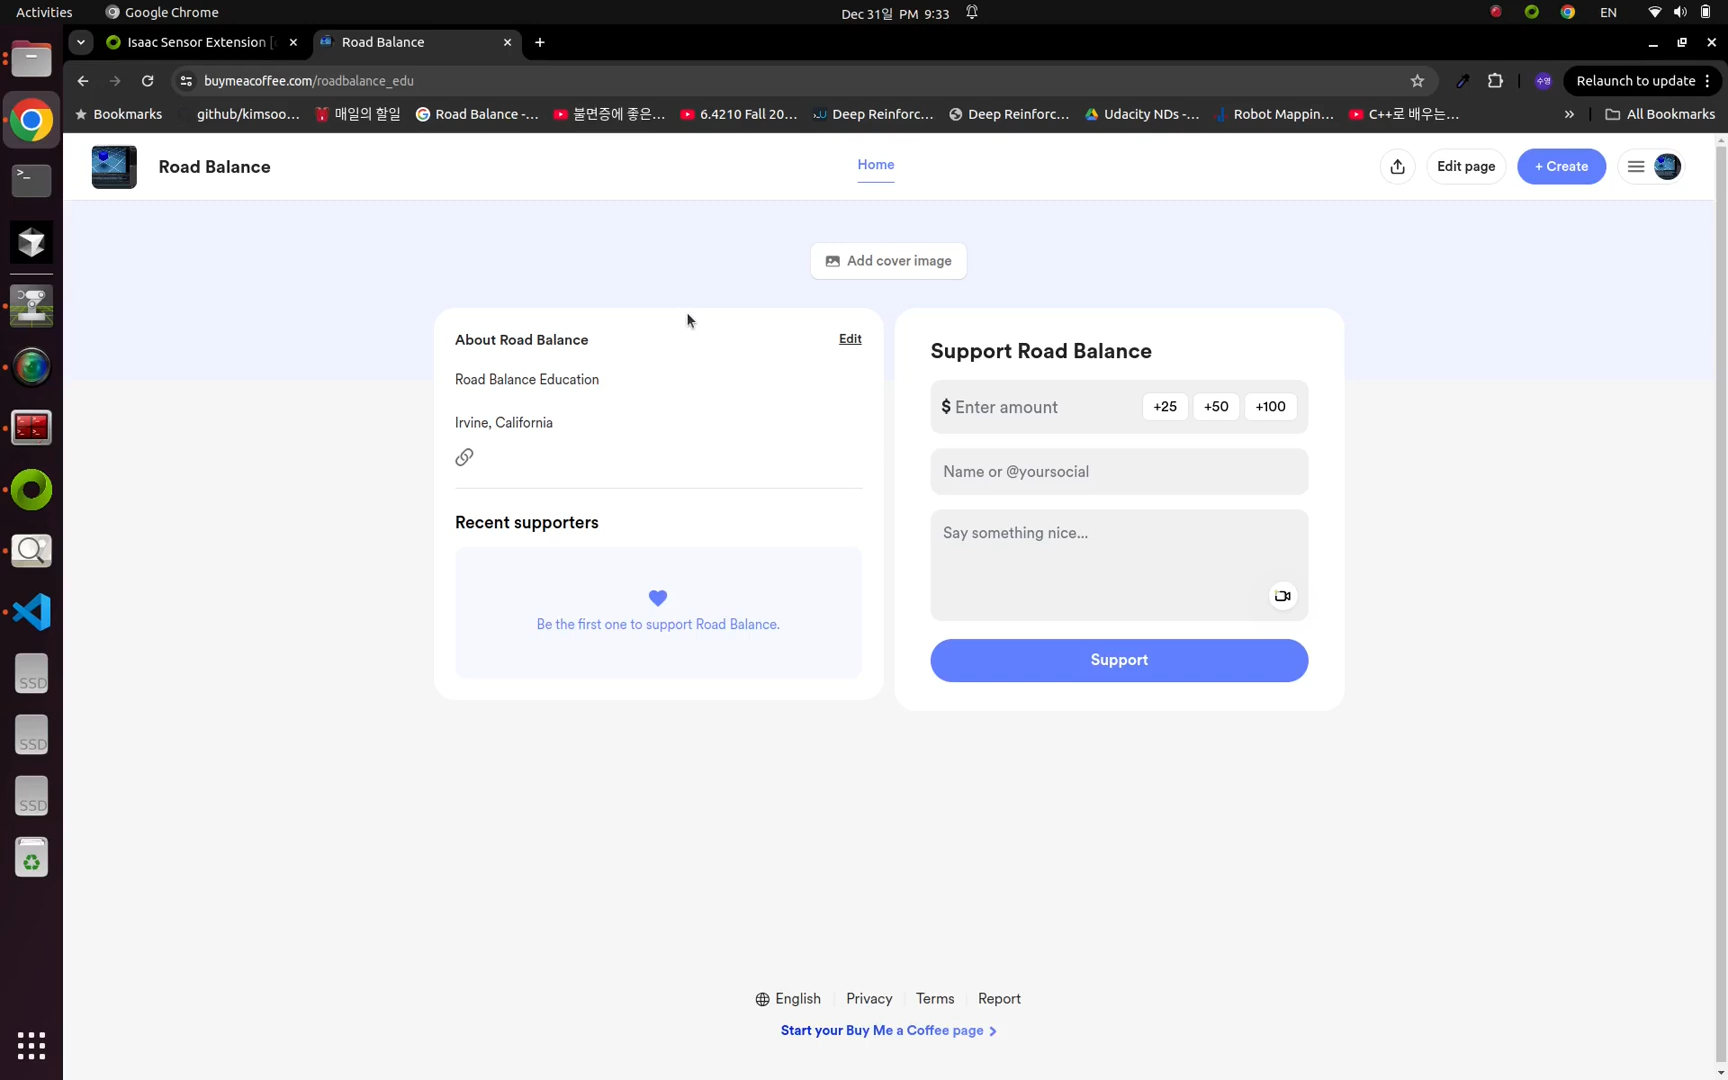 Activities
Google Chrome
Dec 31일 PM 9:33
EN
Isaac Sensor Extension [
Road Balance
buymeacoffee.com/roadbalance_edu
Relaunch to update
Bookmarks
github/kimsoo...
매일의 할일
Road Balance -...
불면증에 좋은...
6.4210 Fall 20...
Deep Reinforc...
Deep Reinforc...
Udacity NDs -...
Robot Mappin...
C++로 배우는...
All Bookmarks
Road Balance
Home
Edit page
+ Create
Add cover image
About Road Balance
Edit
Road Balance Education
Irvine, California
Recent supporters
Be the first one to support Road Balance.
Support Road Balance
$ Enter amount
+25
+50
+100
Name or @yoursocial
Say something nice...
Support
SSD
SSD
SSD
English
Privacy
Terms
Report
Start your Buy Me a Coffee page